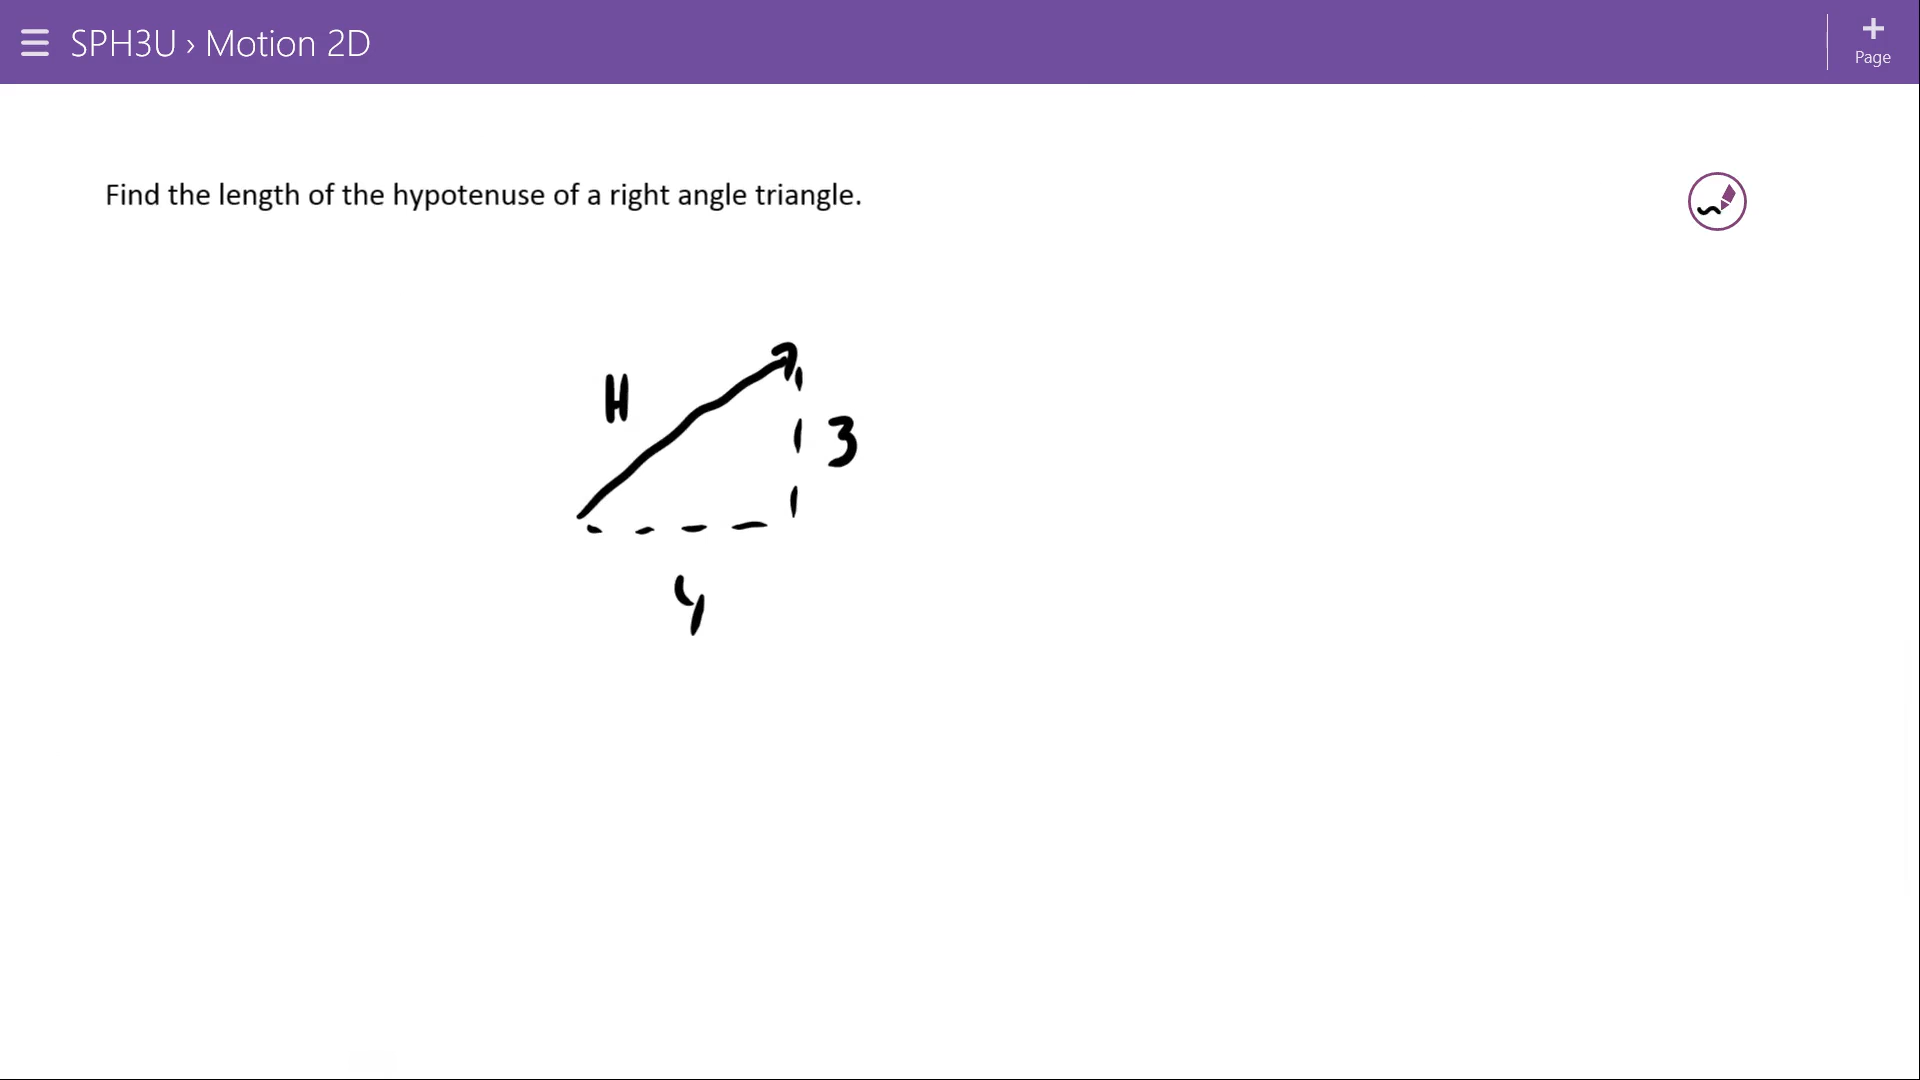 SPH3U › Motion 2D
Page
Find the length of the hypotenuse of a right angle triangle.
H
3
4